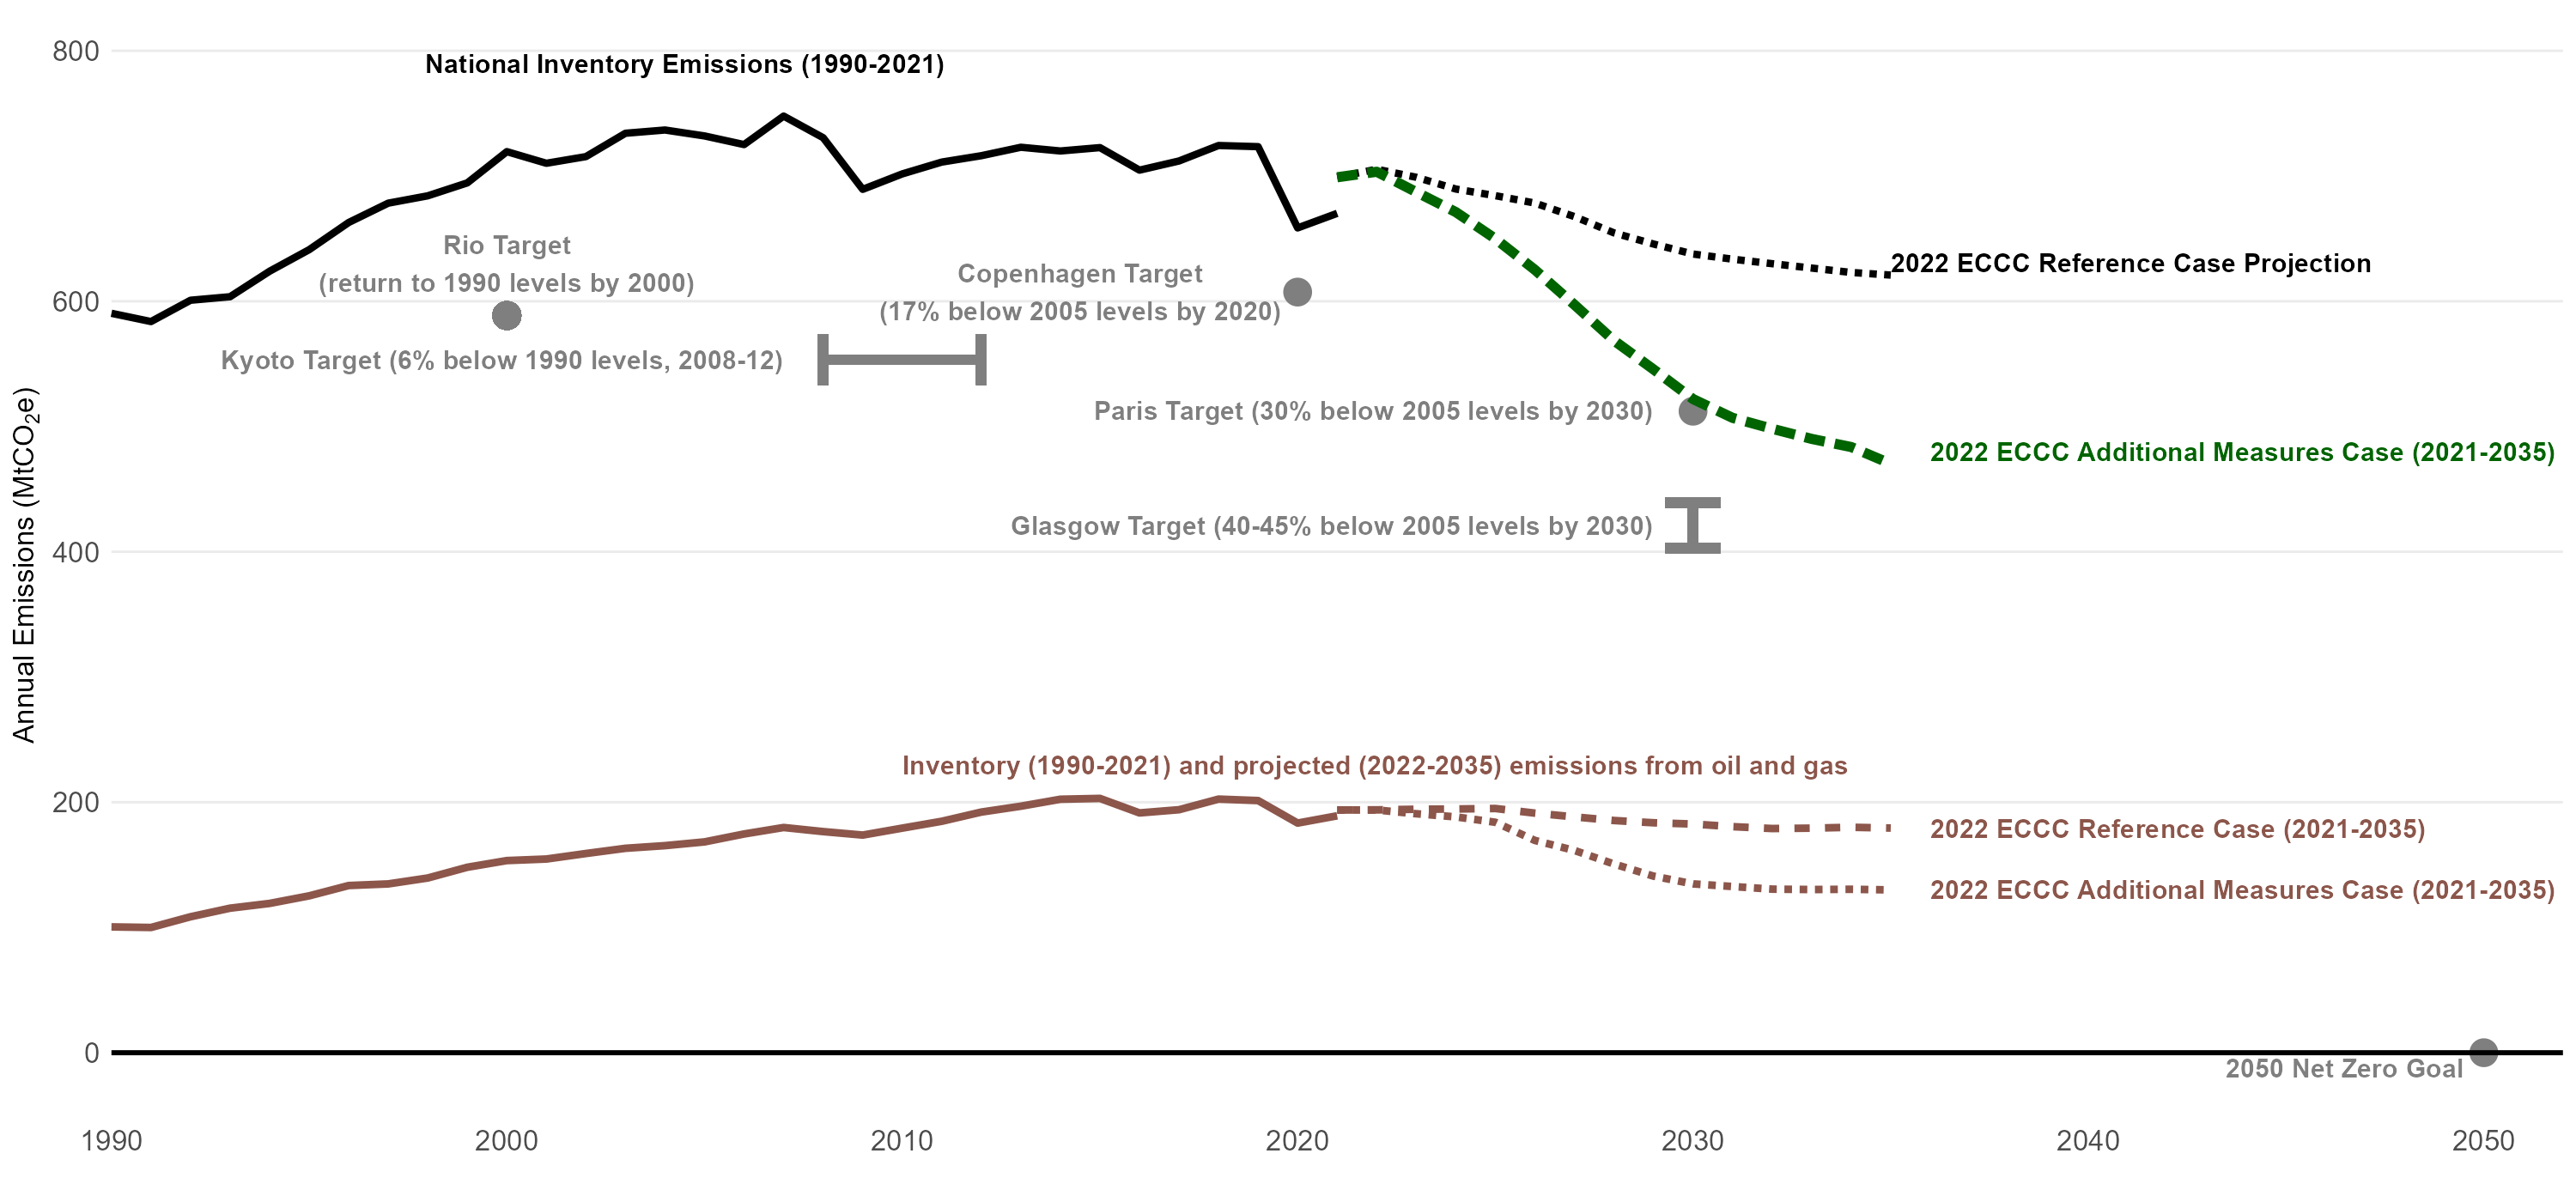 800
National Inventory Emissions (1990-2021)
Rio Target
(return to 1990 levels by 2000)
Copenhagen Target
(17% below 2005 levels by 2020)
2022 ECCC Reference Case Projection
600
Kyoto Target (6% below 1990 levels, 2008-12)
Paris Target (30% below 2005 levels by 2030)
2022 ECCC Additional Measures Case (2021-2035)
Glasgow Target (40-45% below 2005 levels by 2030)
400
Annual Emissions (MtCO₂e)
Inventory (1990-2021) and projected (2022-2035) emissions from oil and gas
200
2022 ECCC Reference Case (2021-2035)
2022 ECCC Additional Measures Case (2021-2035)
0
2050 Net Zero Goal
1990 2000 2010 2020 2030 2040 2050